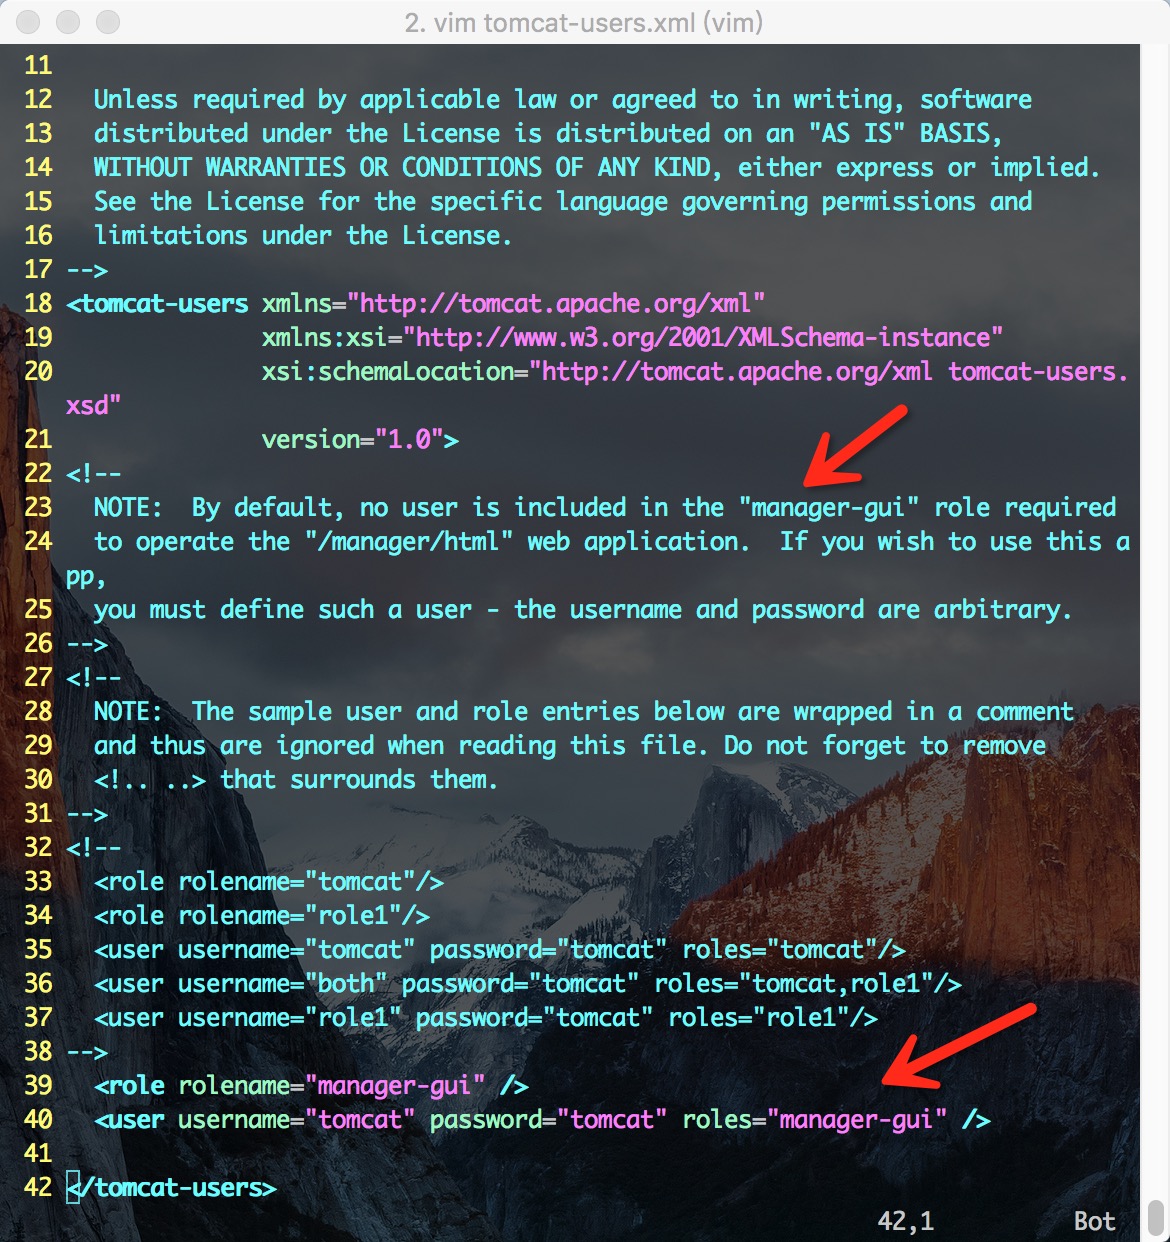 2. vim tomcat-users.xml (vim)
11
12   Unless required by applicable law or agreed to in writing, software
13   distributed under the License is distributed on an "AS IS" BASIS,
14   WITHOUT WARRANTIES OR CONDITIONS OF ANY KIND, either express or implied.
15   See the License for the specific language governing permissions and
16   limitations under the License.
17 -->
18 <tomcat-users xmlns="http://tomcat.apache.org/xml"
19               xmlns:xsi="http://www.w3.org/2001/XMLSchema-instance"
20               xsi:schemaLocation="http://tomcat.apache.org/xml tomcat-users.
xsd"
21               version="1.0">
22 <!--
23   NOTE:  By default, no user is included in the "manager-gui" role required
24   to operate the "/manager/html" web application.  If you wish to use this a
pp,
25   you must define such a user - the username and password are arbitrary.
26 -->
27 <!--
28   NOTE:  The sample user and role entries below are wrapped in a comment
29   and thus are ignored when reading this file. Do not forget to remove
30   <!.. ..> that surrounds them.
31 -->
32 <!--
33   <role rolename="tomcat"/>
34   <role rolename="role1"/>
35   <user username="tomcat" password="tomcat" roles="tomcat"/>
36   <user username="both" password="tomcat" roles="tomcat,role1"/>
37   <user username="role1" password="tomcat" roles="role1"/>
38 -->
39   <role rolename="manager-gui" />
40   <user username="tomcat" password="tomcat" roles="manager-gui" />
41
42 </tomcat-users>
42,1          Bot